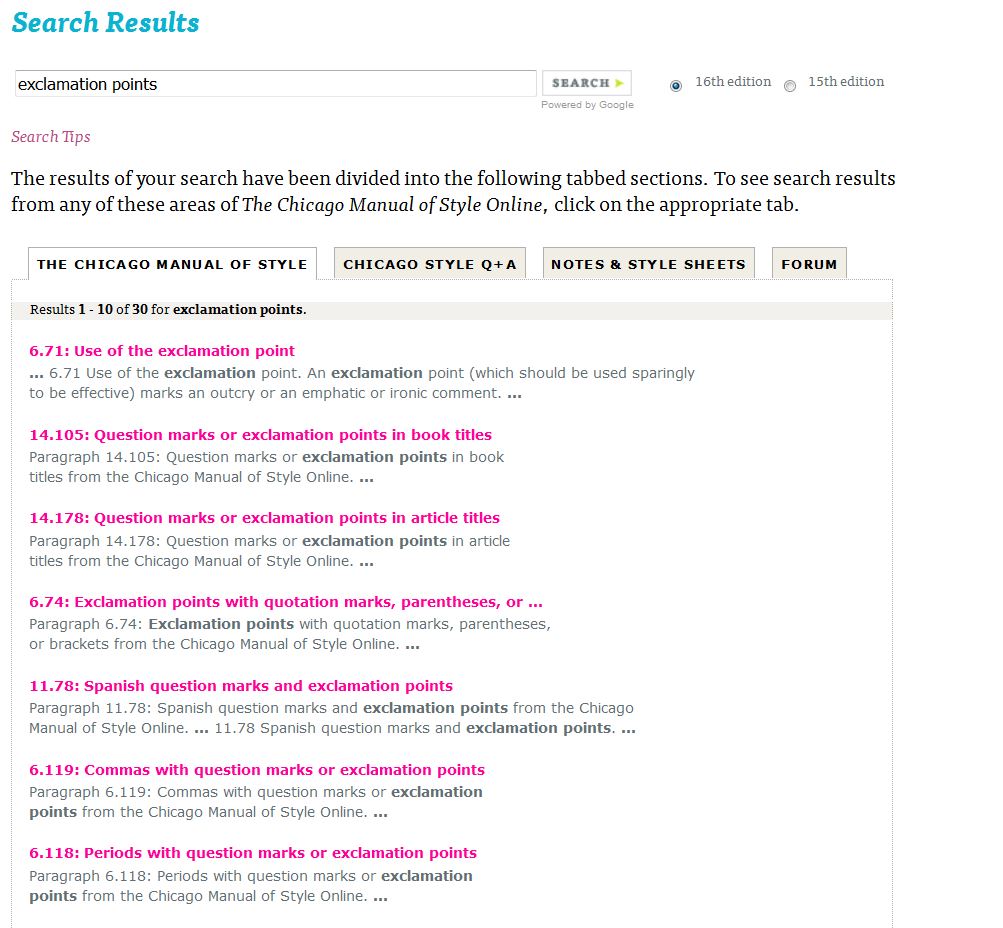 Search Results
exclamation points
SEARCH
16th edition
15th edition
Powered by Google
Search Tips
The results of your search have been divided into the following tabbed sections. To see search results
from any of these areas of The Chicago Manual of Style Online, click on the appropriate tab.
THE CHICAGO MANUAL OF STYLE
CHICAGO STYLE Q+A
NOTES & STYLE SHEETS
FORUM
Results 1 - 10 of 30 for exclamation points.
6.71: Use of the exclamation point
... 6.71 Use of the exclamation point. An exclamation point (which should be used sparingly
to be effective) marks an outcry or an emphatic or ironic comment. ...
14.105: Question marks or exclamation points in book titles
Paragraph 14.105: Question marks or exclamation points in book
titles from the Chicago Manual of Style Online. ...
14.178: Question marks or exclamation points in article titles
Paragraph 14.178: Question marks or exclamation points in article
titles from the Chicago Manual of Style Online. ...
6.74: Exclamation points with quotation marks, parentheses, or ...
Paragraph 6.74: Exclamation points with quotation marks, parentheses,
or brackets from the Chicago Manual of Style Online. ...
11.78: Spanish question marks and exclamation points
Paragraph 11.78: Spanish question marks and exclamation points from the Chicago
Manual of Style Online. ... 11.78 Spanish question marks and exclamation points. ...
6.119: Commas with question marks or exclamation points
Paragraph 6.119: Commas with question marks or exclamation
points from the Chicago Manual of Style Online. ...
6.118: Periods with question marks or exclamation points
Paragraph 6.118: Periods with question marks or exclamation
points from the Chicago Manual of Style Online. ...